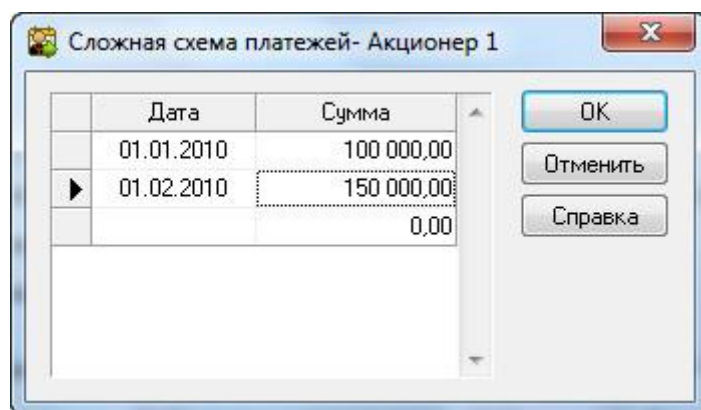 Сложная схема платежей- Акционер 1
Дата Сумма
01.01.2010 100 000,00
01.02.2010 150 000,00
0,00
OK
Отменить
Справка